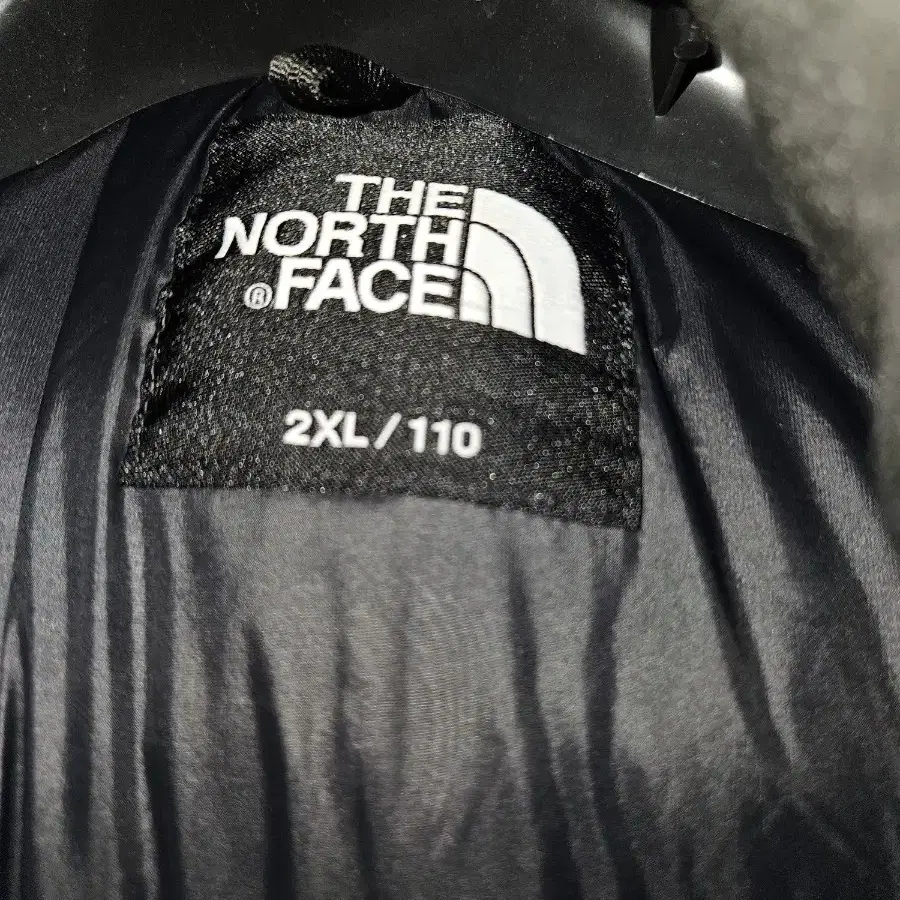 THE
NORTH
®FACE
2XL / 110